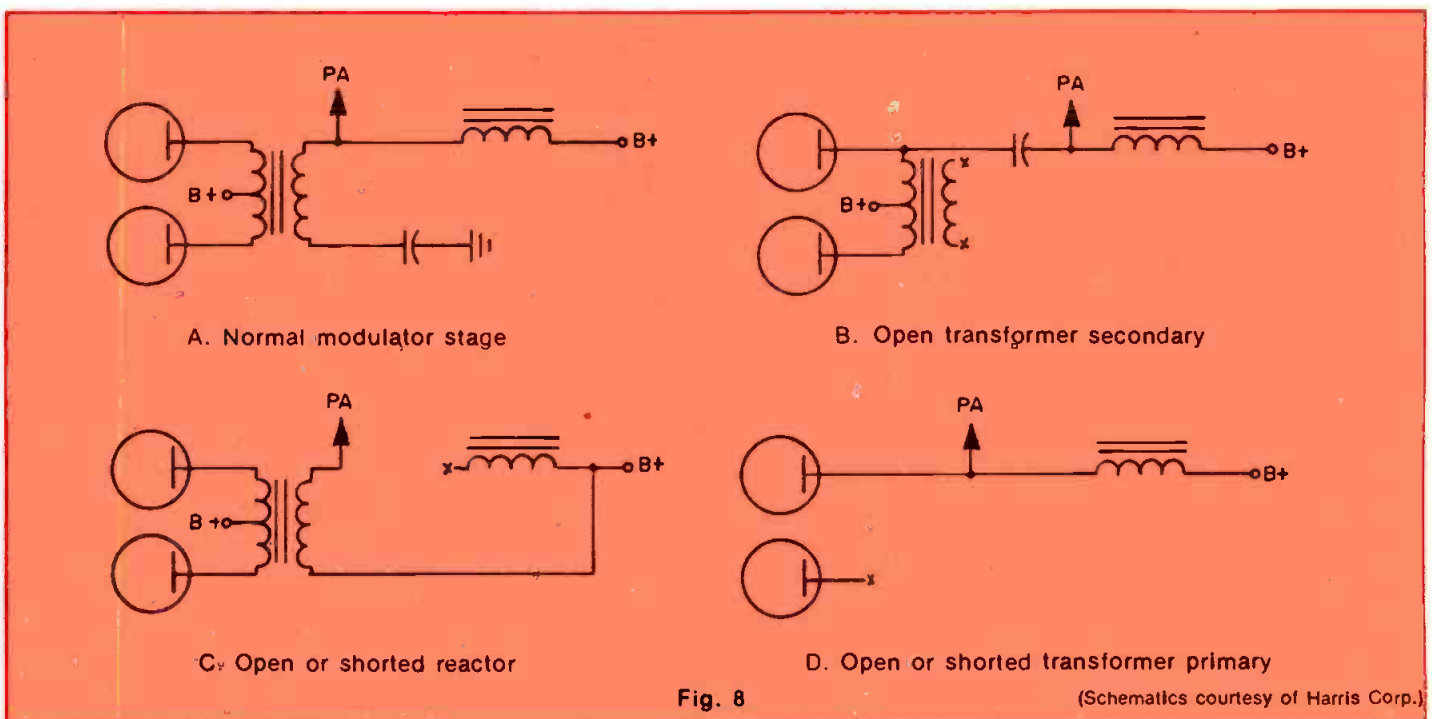 PA
B+
B+
A. Normal modulator stage
PA
B+
B+
x
x
B. Open transformer secondary
PA
x
B+
B+
C. Open or shorted reactor
PA
B+
x
D. Open or shorted transformer primary
Fig. 8
(Schematics courtesy of Harris Corp.)